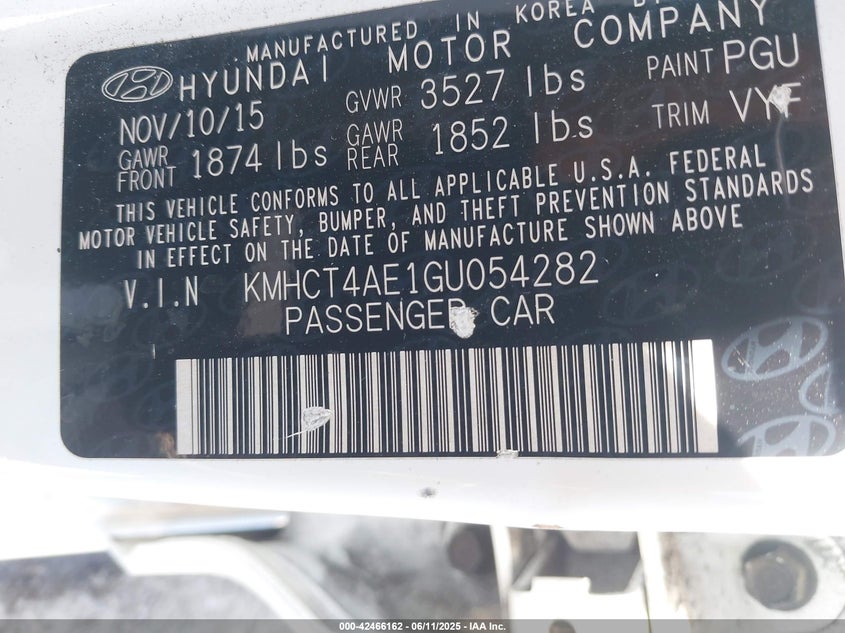 MANUFACTURED IN KOREA
HYUNDAI MOTOR COMPANY
NOV/10/15 GVWR 3527 lbs PAINT PGU
GAWR FRONT 1874 lbs GAWR REAR 1852 lbs TRIM VYF
THIS VEHICLE CONFORMS TO ALL APPLICABLE U.S.A. FEDERAL
MOTOR VEHICLE SAFETY, BUMPER, AND THEFT PREVENTION STANDARDS
IN EFFECT ON THE DATE OF MANUFACTURE SHOWN ABOVE
V.I.N KMHCT4AE1GU054282
PASSENGER CAR
000-42466162 - 06/11/2025 - IAA Inc.